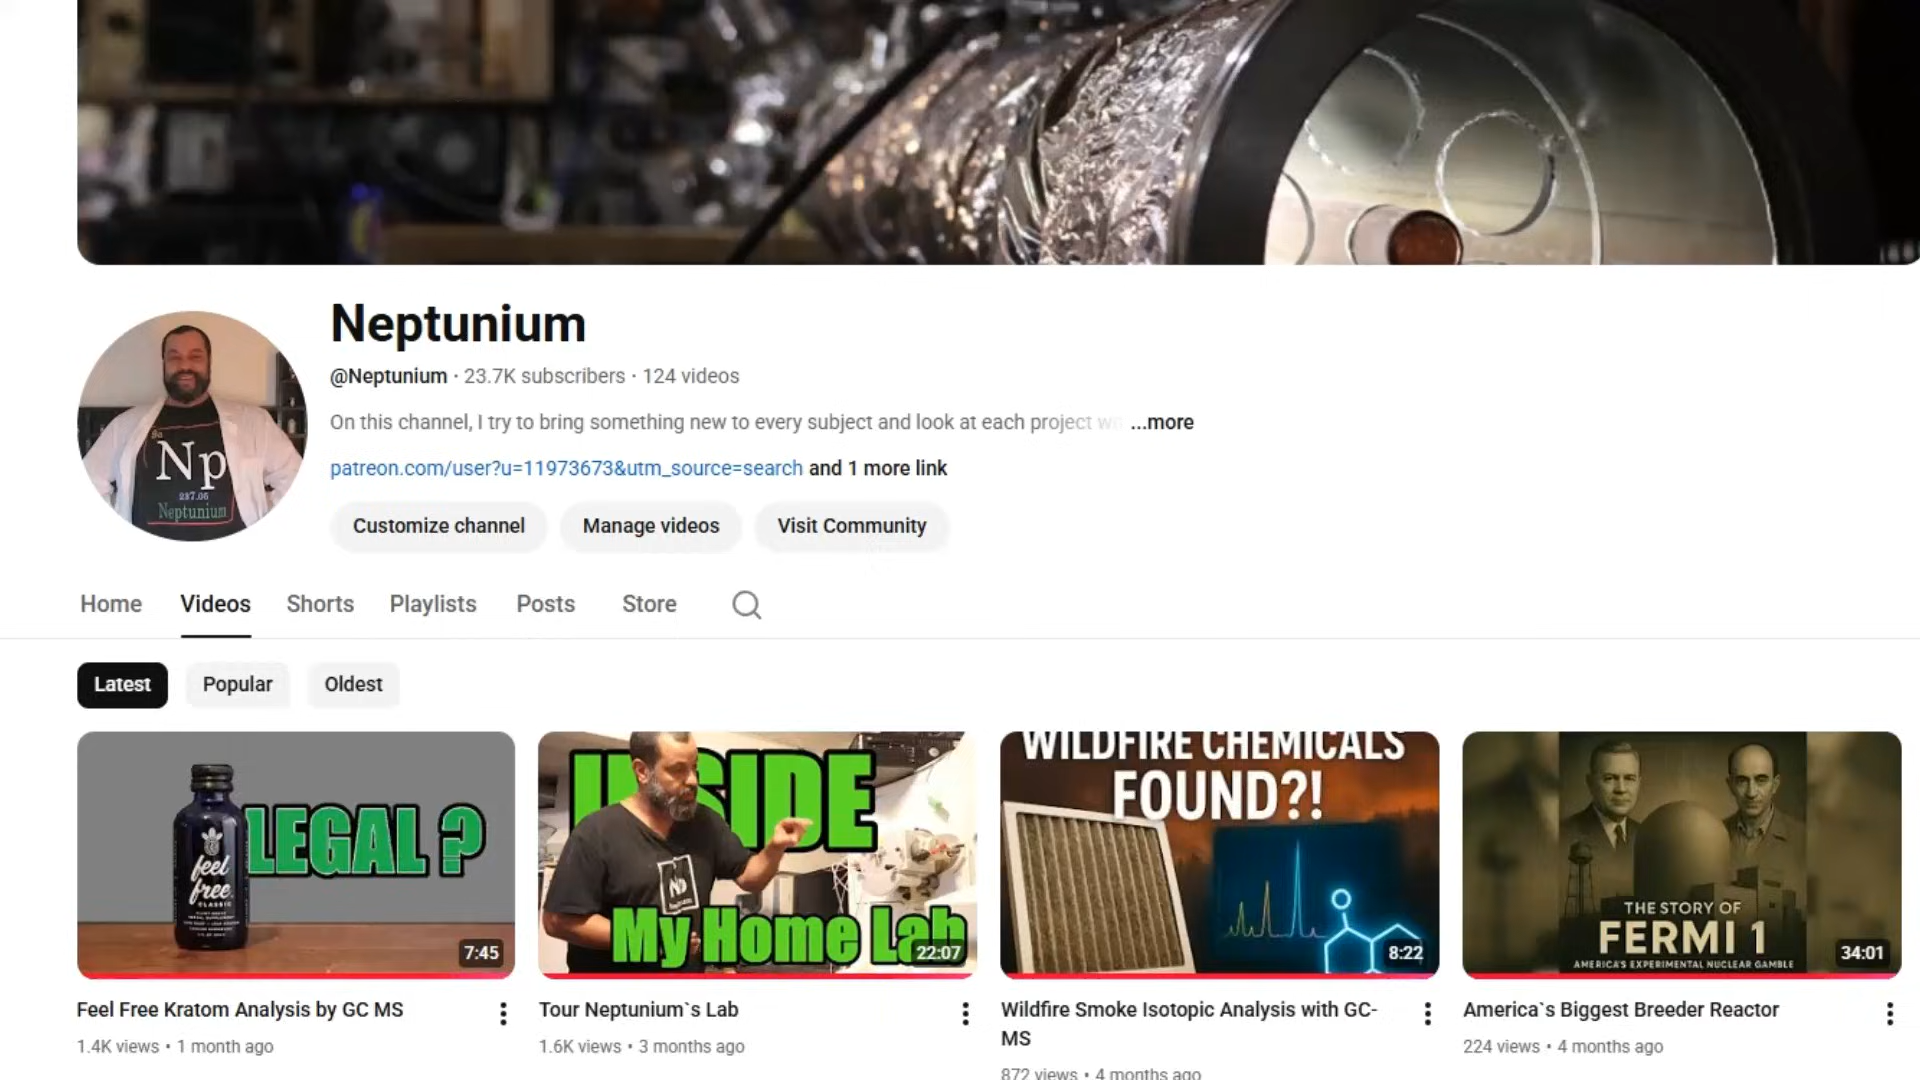 Neptunium
@Neptunium · 23.7K subscribers · 124 videos
On this channel, I try to bring something new to every subject and look at each project ...more
patreon.com/user?u=11973673&utm_source=search and 1 more link
Np
237.05
Neptunium
Customize channel
Manage videos
Visit Community
Home
Videos
Shorts
Playlists
Posts
Store
Latest
Popular
Oldest
LEGAL ?
feel
free
CLASSIC
7:45
INSIDE
My Home Lab
22:07
WILDFIRE CHEMICALS
FOUND?!
8:22
THE STORY OF
FERMI 1
AMERICA'S EXPERIMENTAL NUCLEAR GAMBLE
34:01
Feel Free Kratom Analysis by GC MS
1.4K views • 1 month ago
Tour Neptunium`s Lab
1.6K views • 3 months ago
Wildfire Smoke Isotopic Analysis with GC-
MS
872 views • 4 months ago
America`s Biggest Breeder Reactor
224 views • 4 months ago